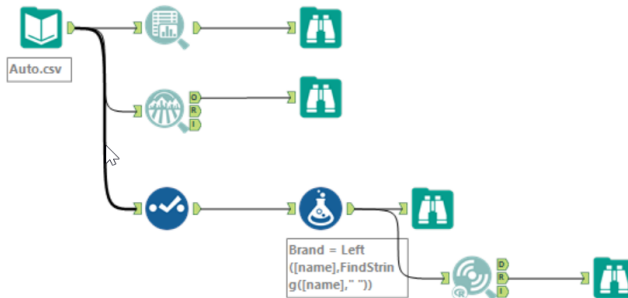 Auto.csv
O
R
I
Brand = Left
([name],FindStrin
g([name]," "))
D
R
I